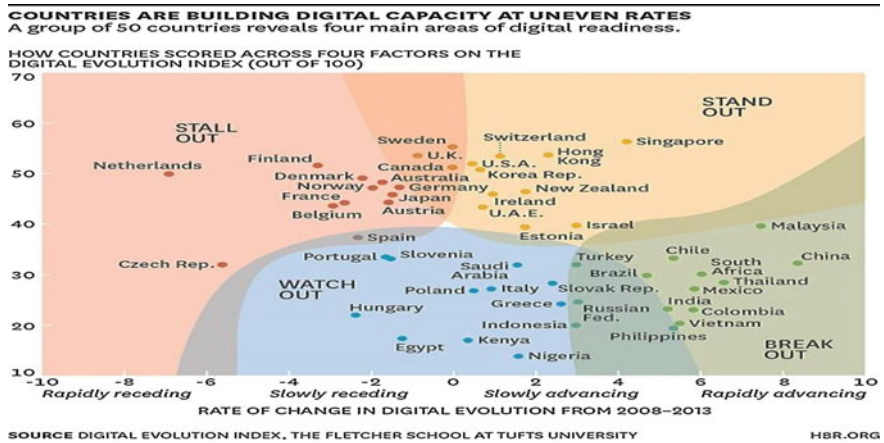 COUNTRIES ARE BUILDING DIGITAL CAPACITY AT UNEVEN RATES
A group of 50 countries reveals four main areas of digital readiness.
HOW COUNTRIES SCORED ACROSS FOUR FACTORS ON THE
DIGITAL EVOLUTION INDEX (OUT OF 100)
70
60
50
40
30
20
10
STALL
OUT
STAND
OUT
Sweden
Switzerland
Singapore
U.K.
Hong
Kong
Netherlands
Finland
Canada
U.S.A.
Korea Rep.
Denmark
Australia
Norway
Germany
New Zealand
France
Japan
Ireland
Belgium
Austria
U.A.E.
Spain
Estonia
Israel
Malaysia
Czech Rep.
Portugal
Slovenia
Saudi
Arabia
Turkey
Chile
China
WATCH
OUT
Brazil
South
Africa
Poland
Italy
Slovak Rep.
Thailand
Mexico
Hungary
Greece
Russian
Fed.
India
Colombia
Indonesia
Vietnam
Philippines
Egypt
Kenya
Nigeria
BREAK
OUT
-10 -8 -6 -4 -2 0 2 4 6 8 10
Rapidly receding Slowly receding Slowly advancing Rapidly advancing
RATE OF CHANGE IN DIGITAL EVOLUTION FROM 2008–2013
SOURCE DIGITAL EVOLUTION INDEX, THE FLETCHER SCHOOL AT TUFTS UNIVERSITY HBR.ORG